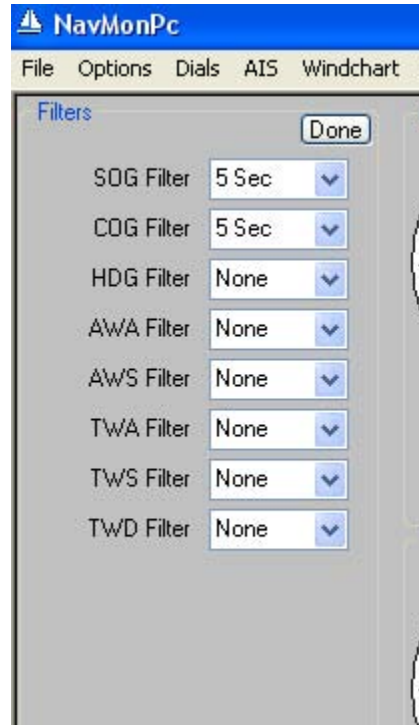 NavMonPc
File Options Dials AIS Windchart
Filters
Done
SOG Filter 5 Sec
COG Filter 5 Sec
HDG Filter None
AWA Filter None
AWS Filter None
TWA Filter None
TWS Filter None
TWD Filter None